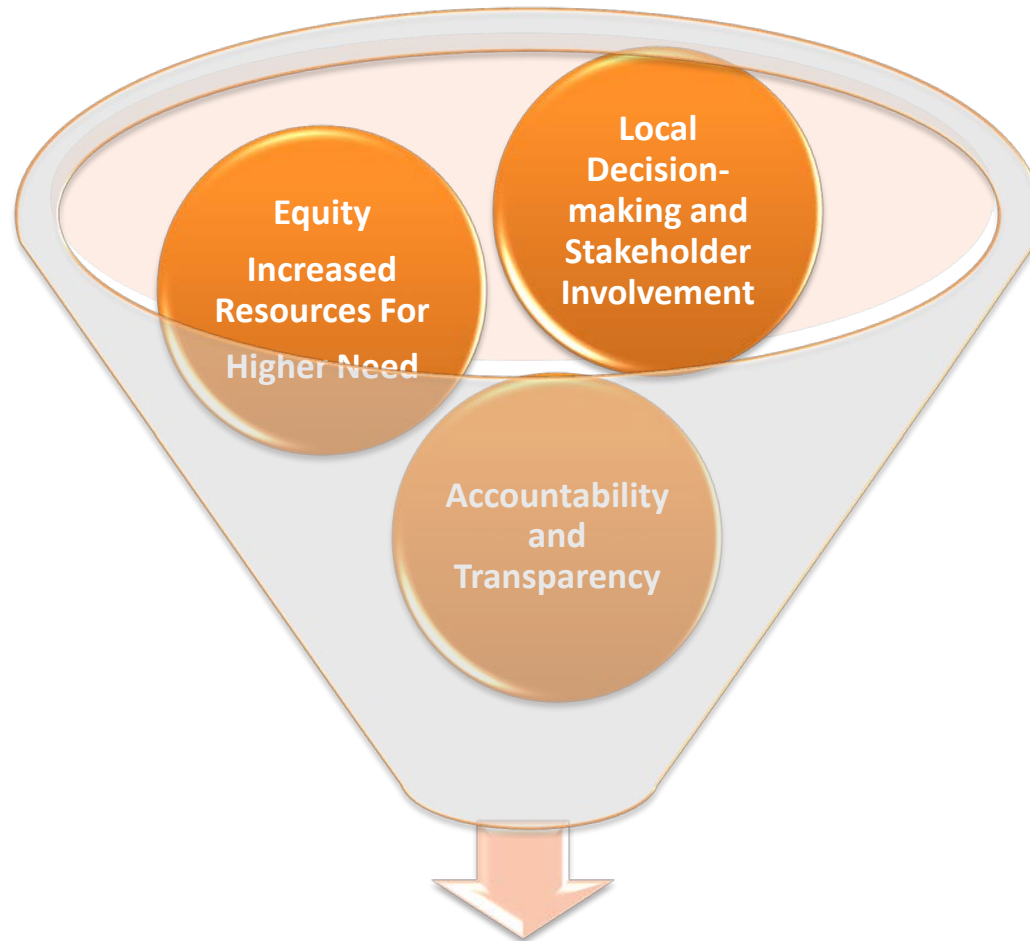 Equity
Increased
Resources For
Higher Need
Local
Decision-
making and
Stakeholder
Involvement
Accountability
and
Transparency